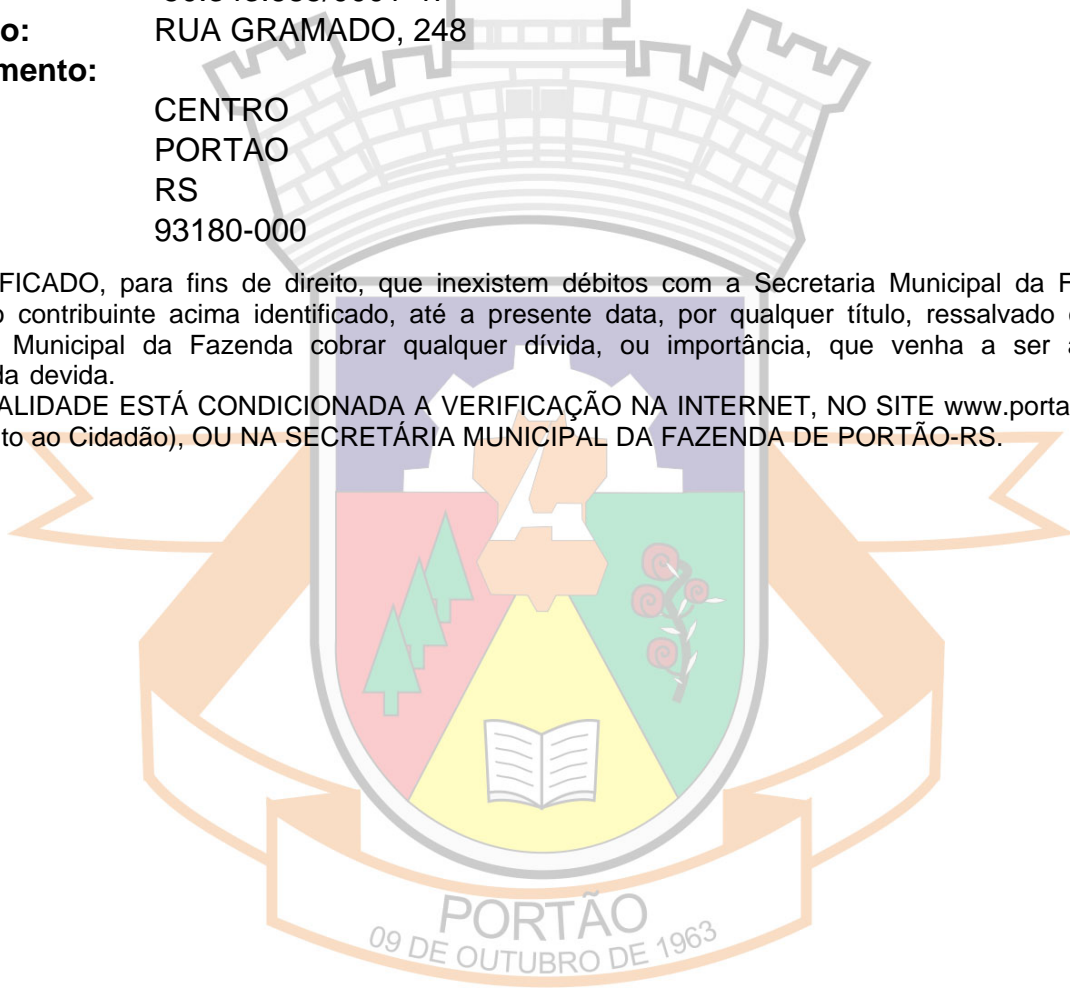 o: RUA GRAMADO, 248
mento:
CENTRO
PORTAO
RS
93180-000
FICADO, para fins de direito, que inexistem débitos com a Secretaria Municipal da F
o contribuinte acima identificado, até a presente data, por qualquer título, ressalvado
Municipal da Fazenda cobrar qualquer dívida, ou importância, que venha a ser a
da devida.
ALIDADE ESTÁ CONDICIONADA A VERIFICAÇÃO NA INTERNET, NO SITE www.porta
to ao Cidadão), OU NA SECRETÁRIA MUNICIPAL DA FAZENDA DE PORTÃO-RS.
PORTÃO
09 DE OUTUBRO DE 1963